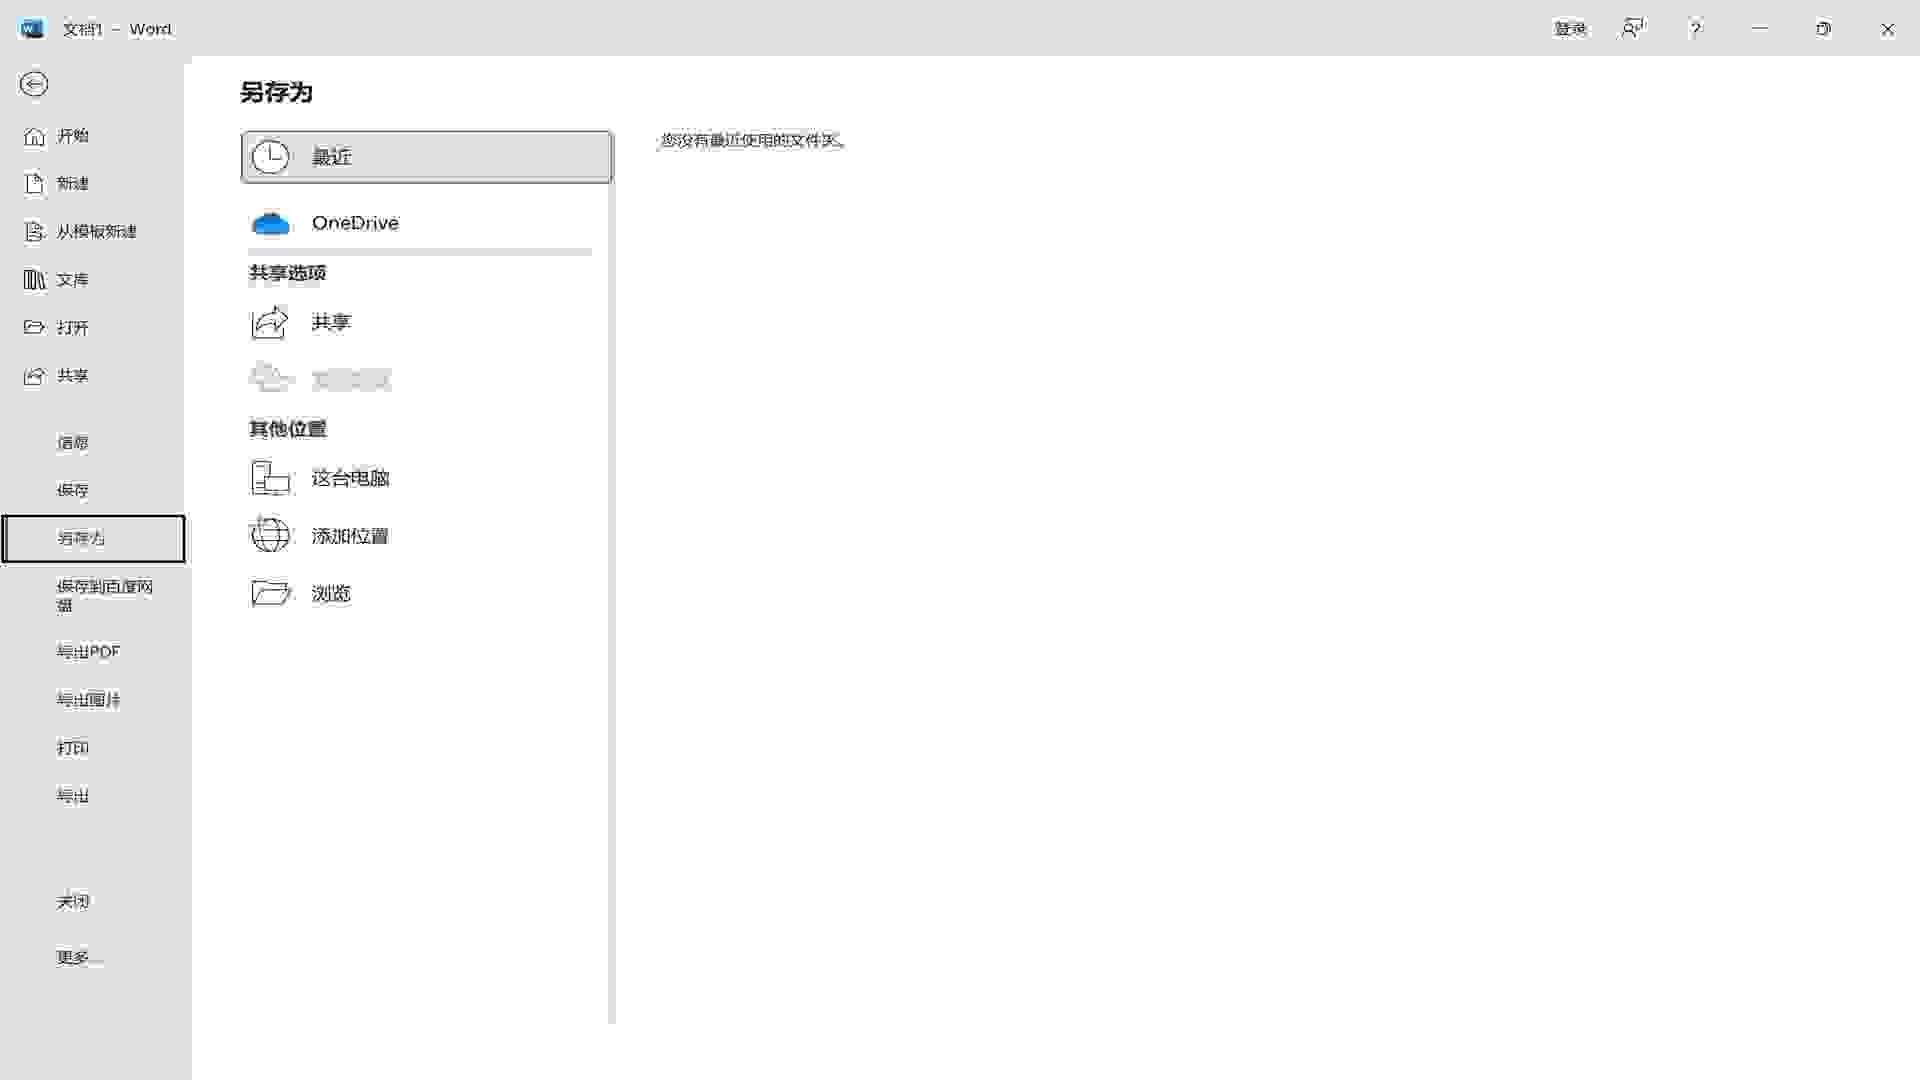 文档1 - Word
登录
?
另存为
开始
新建
从模板新建
文库
打开
共享
信息
保存
另存为
保存到百度网
盘
导出PDF
导出图片
打印
导出
关闭
更多...
最近
OneDrive
共享选项
共享
其他位置
这台电脑
添加位置
浏览
您没有最近使用的文件夹。